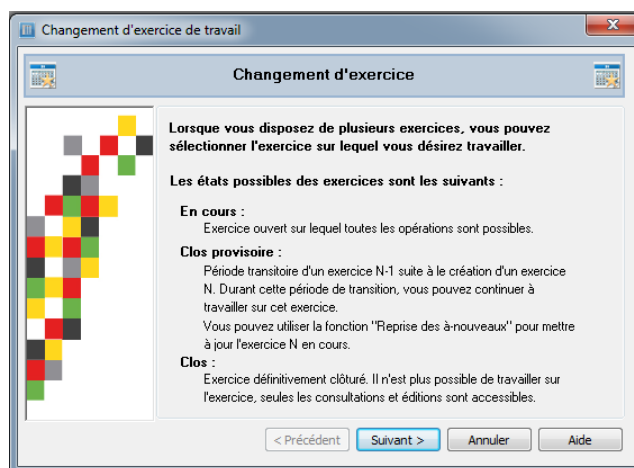 Changement d'exercice de travail
Changement d'exercice
Lorsque vous disposez de plusieurs exercices, vous pouvez
sélectionner l'exercice sur lequel vous désirez travailler.
Les états possibles des exercices sont les suivants :
En cours :
Exercice ouvert sur lequel toutes les opérations sont possibles.
Clos provisoire :
Période transitoire d'un exercice N-1 suite à la création d'un exercice
N. Durant cette période de transition, vous pouvez continuer à
travailler sur cet exercice.
Vous pouvez utiliser la fonction "Reprise des à-nouveaux" pour mettre
à jour l'exercice N en cours.
Clos :
Exercice définitivement clôturé. Il n'est plus possible de travailler sur
l'exercice, seules les consultations et éditions sont accessibles.
< Précédent Suivant > Annuler Aide